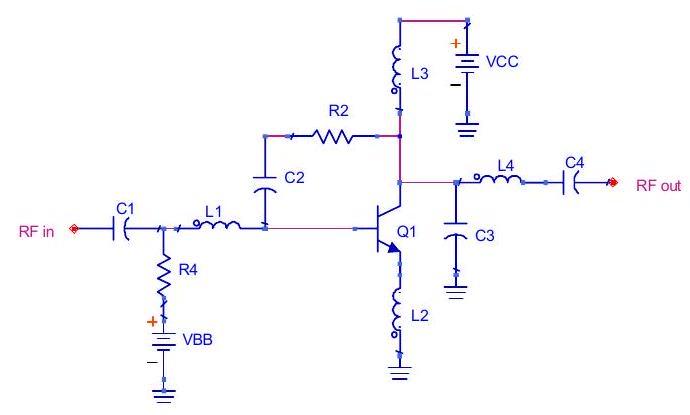 L3
+
VCC
−
R2
C2
L4
C4
RF out
C1
L1
RF in
Q1
C3
R4
L2
+
VBB
−